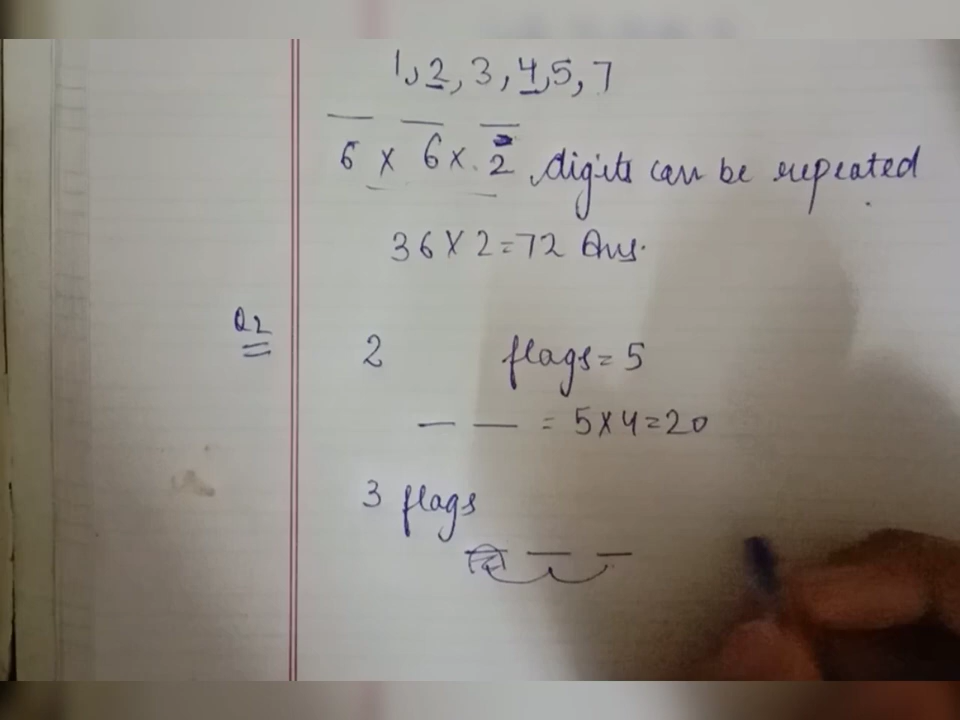 1, 2, 3, 4, 5, 7
6 x 6 x 2 digits can be repeated
36 X 2 = 72 Ans.
Q2
2 flags = 5
= 5 X 4 = 20
3 flags